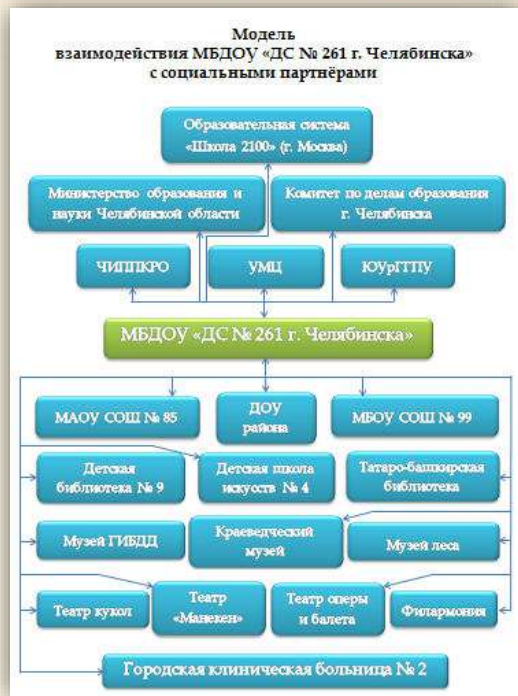 Модель
взаимодействия МБДОУ «ДС № 261 г. Челябинска»
с социальными партнёрами
Образовательная система
«Школа 2100» (г. Москва)
Министерство образования и
науки Челябинской области
Комитет по делам образования
г. Челябинска
ЧИППКРО
УМЦ
ЮУрГГПУ
МБДОУ «ДС № 261 г. Челябинска»
МАОУ СОШ № 85
ДОУ
района
МБОУ СОШ № 99
Детская
библиотека № 9
Детская школа
искусств № 4
Татаро-башкирская
библиотека
Музей ГИБДД
Краеведческий
музей
Музей леса
Театр кукол
Театр
«Манекен»
Театр оперы
и балета
Филармония
Городская клиническая больница № 2